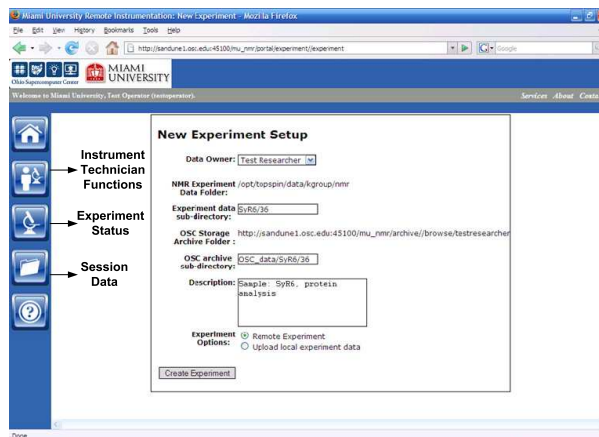 Miami University Remote Instrumentation: New Experiment - Mozilla Firefox
File Edit View History Bookmarks Tools Help
http://sandune1.osc.edu:45100/mu_nmr/portal/experiment//experiment
Google
Ohio Supercomputer Center
MIAMI
UNIVERSITY
Welcome to Miami University, Test Operator (testoperator).
Services About Conta
New Experiment Setup
Data Owner: Test Researcher
NMR Experiment Data Folder: /opt/topspin/data/kgroup/nmr
Experiment data sub-directory: SyR6/36
OSC Storage Archive Folder : http://sandune1.osc.edu:45100/mu_nmr/archive//browse/testresearcher
OSC archive sub-directory: OSC_data/SyR6/36
Description: Sample: SyR6, protein
analysis
Experiment Options: Remote Experiment
Upload local experiment data
Create Experiment
Instrument
Technician
Functions
Experiment
Status
Session
Data
Done